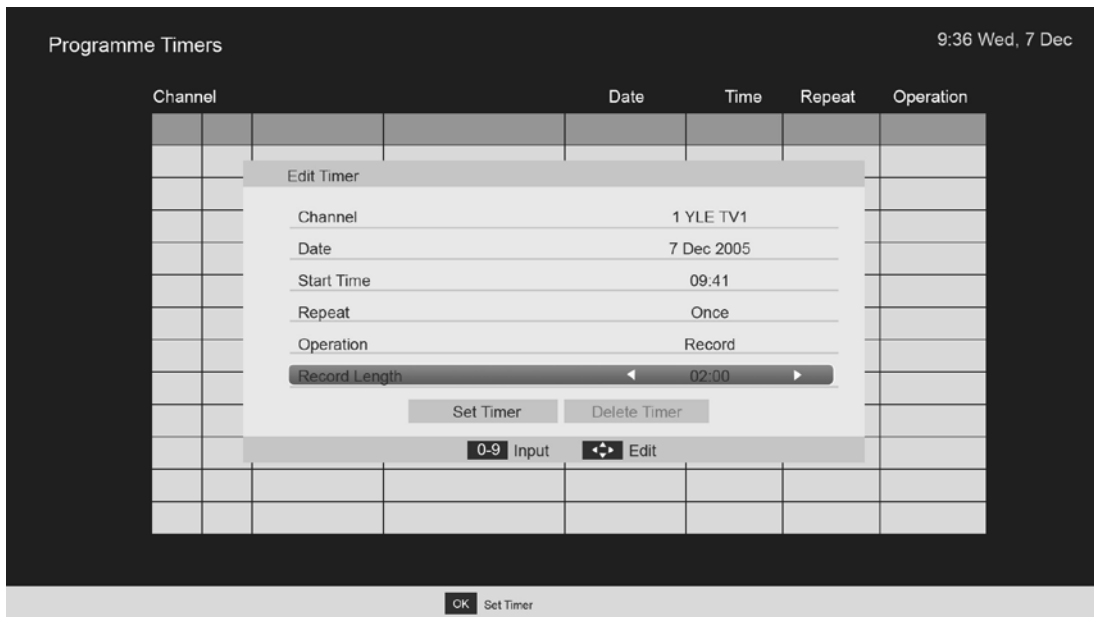 Programme Timers 9:36 Wed, 7 Dec
Channel Date Time Repeat Operation
Edit Timer
Channel 1 YLE TV1
Date 7 Dec 2005
Start Time 09:41
Repeat Once
Operation Record
Record Length 02:00
Set Timer Delete Timer
0-9 Input Edit
OK Set Timer